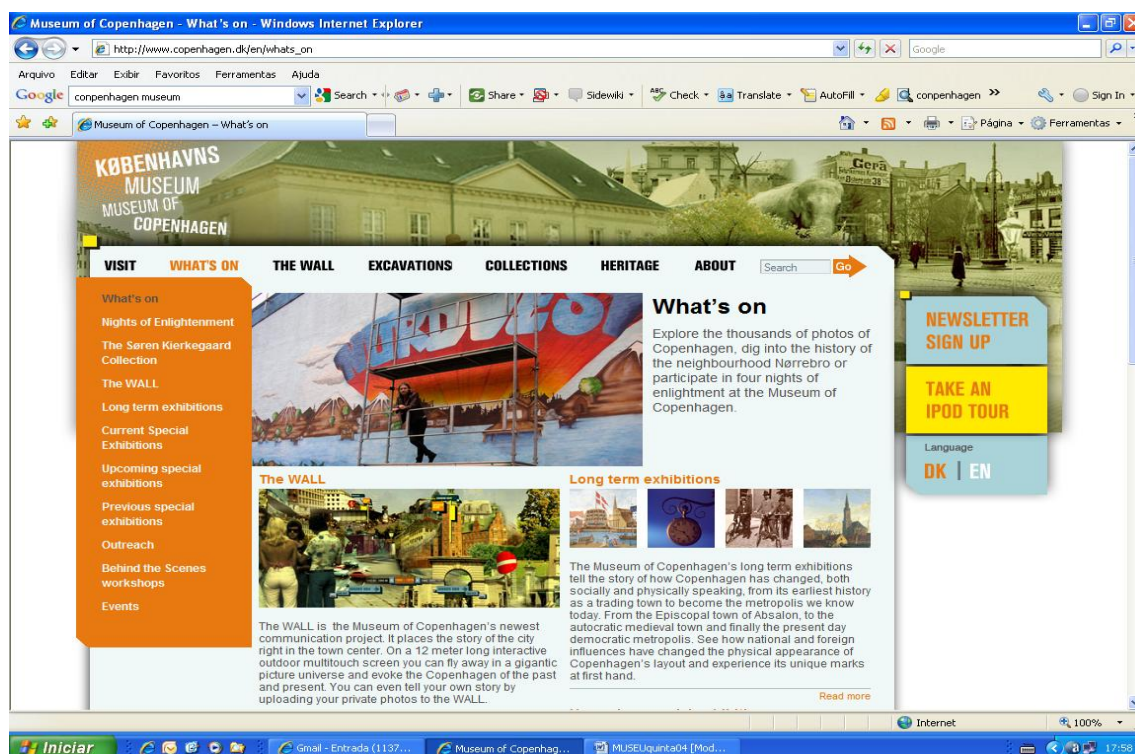 Museum of Copenhagen - What's on - Windows Internet Explorer
http://www.copenhagen.dk/en/whats_on
Google
Arquivo Editar Exibir Favoritos Ferramentas Ajuda
Google conpenhagen museum Search Share Sidewiki Check Translate AutoFill conpenhagen Sign In
Museum of Copenhagen – What's on
Página Ferramentas
KØBENHAVNS
MUSEUM
MUSEUM OF
COPENHAGEN
Gerä
VISIT WHAT'S ON THE WALL EXCAVATIONS COLLECTIONS HERITAGE ABOUT Search Go
What's on
Nights of Enlightenment
The Søren Kierkegaard
Collection
The WALL
Long term exhibitions
Current Special
Exhibitions
Upcoming special
exhibitions
Previous special
exhibitions
Outreach
Behind the Scenes
workshops
Events
What's on
Explore the thousands of photos of
Copenhagen, dig into the history of
the neighbourhood Nørrebro or
participate in four nights of
enlightment at the Museum of
Copenhagen.
NEWSLETTER
SIGN UP
TAKE AN
IPOD TOUR
Language
DK | EN
The WALL
The WALL is the Museum of Copenhagen's newest
communication project. It places the story of the city
right in the town center. On a 12 meter long interactive
outdoor multitouch screen you can fly away in a gigantic
picture universe and evoke the Copenhagen of the past
and present. You can even tell your own story by
uploading your private photos to the WALL.
Long term exhibitions
The Museum of Copenhagen's long term exhibitions
tell the story of how Copenhagen has changed, both
socially and physically speaking, from its earliest history
as a trading town to become the metropolis we know
today. From the Episcopal town of Absalon, to the
autocratic medieval town and finally the present day
democratic metropolis. See how national and foreign
influences have changed the physical appearance of
Copenhagen's layout and experience its unique marks
at first hand.
Read more
Internet 100%
Iniciar Gmail - Entrada (1137... Museum of Copenhag... MUSEUquinta04 [Mod... 17:58